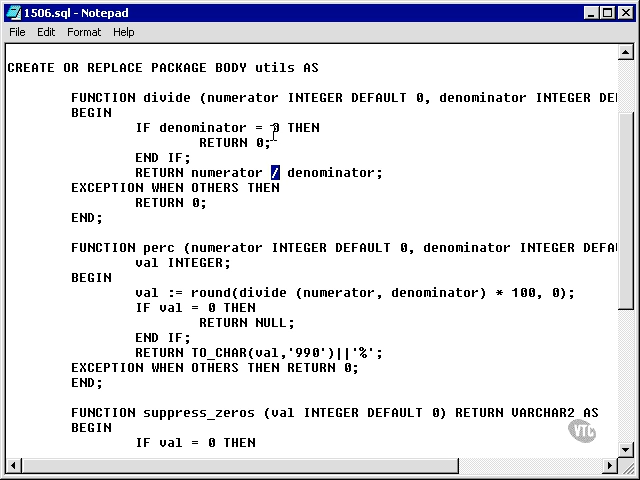 1506.sql - Notepad
File Edit Format Help
CREATE OR REPLACE PACKAGE BODY utils AS
FUNCTION divide (numerator INTEGER DEFAULT 0, denominator INTEGER DE
BEGIN
IF denominator = 0 THEN
RETURN 0;
END IF;
RETURN numerator / denominator;
EXCEPTION WHEN OTHERS THEN
RETURN 0;
END;
FUNCTION perc (numerator INTEGER DEFAULT 0, denominator INTEGER DEFA
val INTEGER;
BEGIN
val := round(divide (numerator, denominator) * 100, 0);
IF val = 0 THEN
RETURN NULL;
END IF;
RETURN TO_CHAR(val,'990')||'%';
EXCEPTION WHEN OTHERS THEN RETURN 0;
END;
FUNCTION suppress_zeros (val INTEGER DEFAULT 0) RETURN VARCHAR2 AS
BEGIN
IF val = 0 THEN
VTC